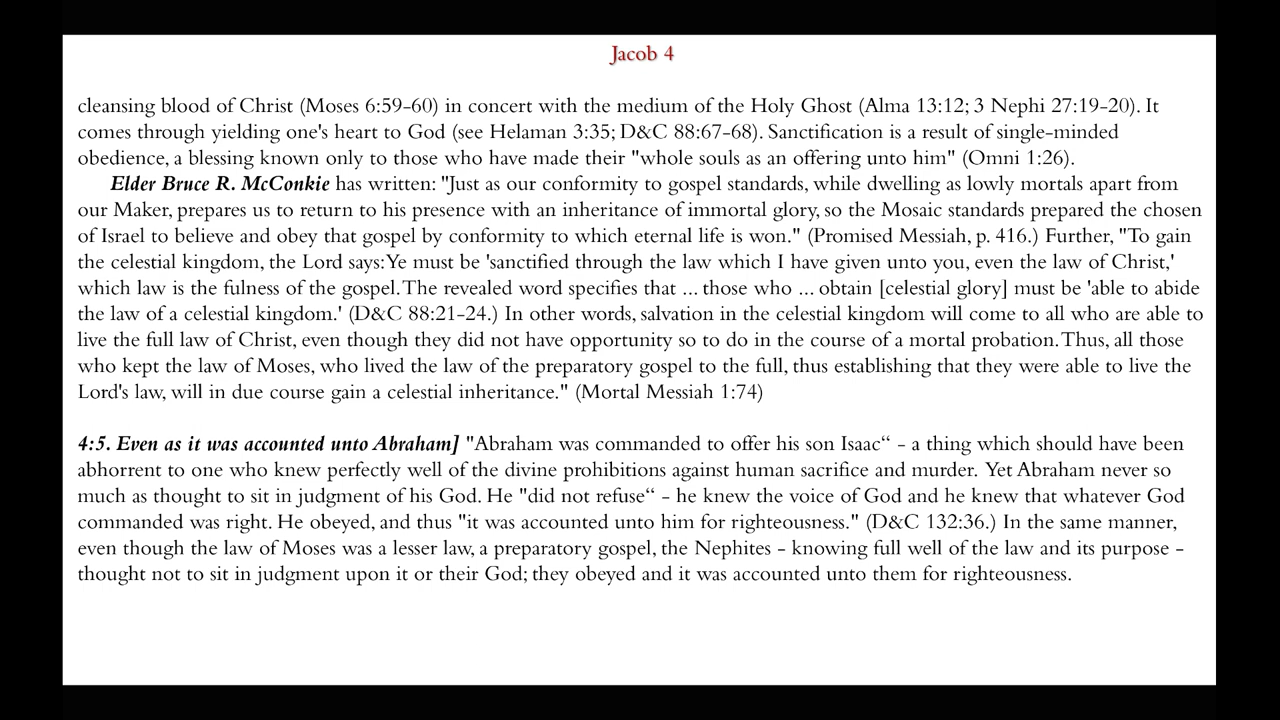 Jacob 4
cleansing blood of Christ (Moses 6:59-60) in concert with the medium of the Holy Ghost (Alma 13:12; 3 Nephi 27:19-20). It
comes through yielding one's heart to God (see Helaman 3:35; D&C 88:67-68). Sanctification is a result of single-minded
obedience, a blessing known only to those who have made their "whole souls as an offering unto him" (Omni 1:26).
Elder Bruce R. McConkie has written: "Just as our conformity to gospel standards, while dwelling as lowly mortals apart from
our Maker, prepares us to return to his presence with an inheritance of immortal glory, so the Mosaic standards prepared the chosen
of Israel to believe and obey that gospel by conformity to which eternal life is won." (Promised Messiah, p. 416.) Further, "To gain
the celestial kingdom, the Lord says: Ye must be 'sanctified through the law which I have given unto you, even the law of Christ,'
which law is the fulness of the gospel. The revealed word specifies that ... those who ... obtain [celestial glory] must be 'able to abide
the law of a celestial kingdom.' (D&C 88:21-24.) In other words, salvation in the celestial kingdom will come to all who are able to
live the full law of Christ, even though they did not have opportunity so to do in the course of a mortal probation. Thus, all those
who kept the law of Moses, who lived the law of the preparatory gospel to the full, thus establishing that they were able to live the
Lord's law, will in due course gain a celestial inheritance." (Mortal Messiah 1:74)
4:5. Even as it was accounted unto Abraham] "Abraham was commanded to offer his son Isaac“ - a thing which should have been
abhorrent to one who knew perfectly well of the divine prohibitions against human sacrifice and murder. Yet Abraham never so
much as thought to sit in judgment of his God. He "did not refuse“ - he knew the voice of God and he knew that whatever God
commanded was right. He obeyed, and thus "it was accounted unto him for righteousness." (D&C 132:36.) In the same manner,
even though the law of Moses was a lesser law, a preparatory gospel, the Nephites - knowing full well of the law and its purpose -
thought not to sit in judgment upon it or their God; they obeyed and it was accounted unto them for righteousness.